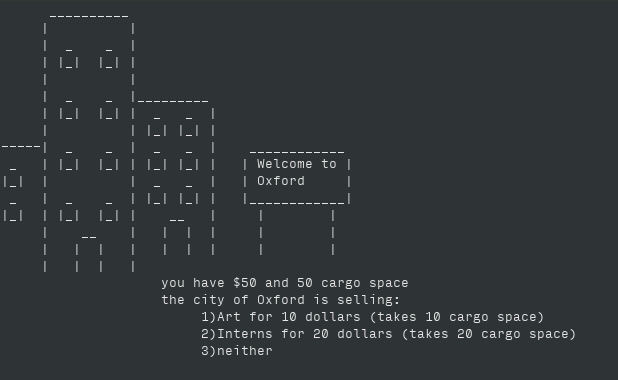 Welcome to
Oxford
you have $50 and 50 cargo space
the city of Oxford is selling:
1)Art for 10 dollars (takes 10 cargo space)
2)Interns for 20 dollars (takes 20 cargo space)
3)neither